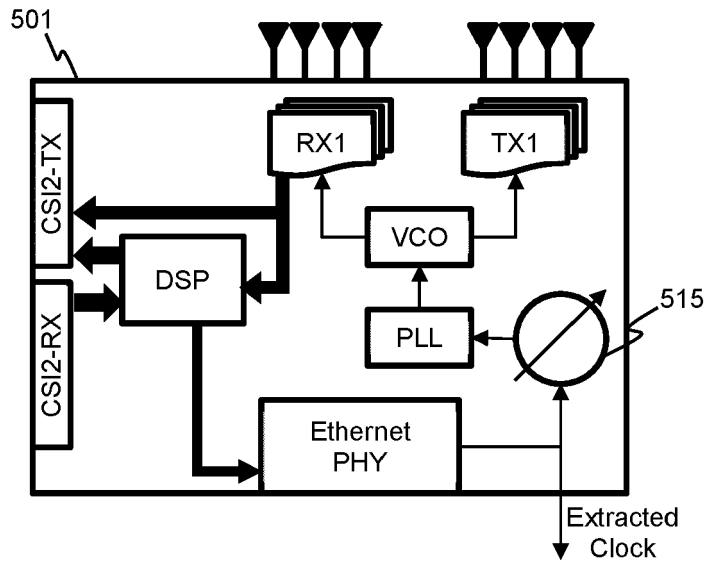 501
CSI2-TX
RX1
TX1
VCO
DSP
515
PLL
CSI2-RX
Ethernet
PHY
Extracted
Clock